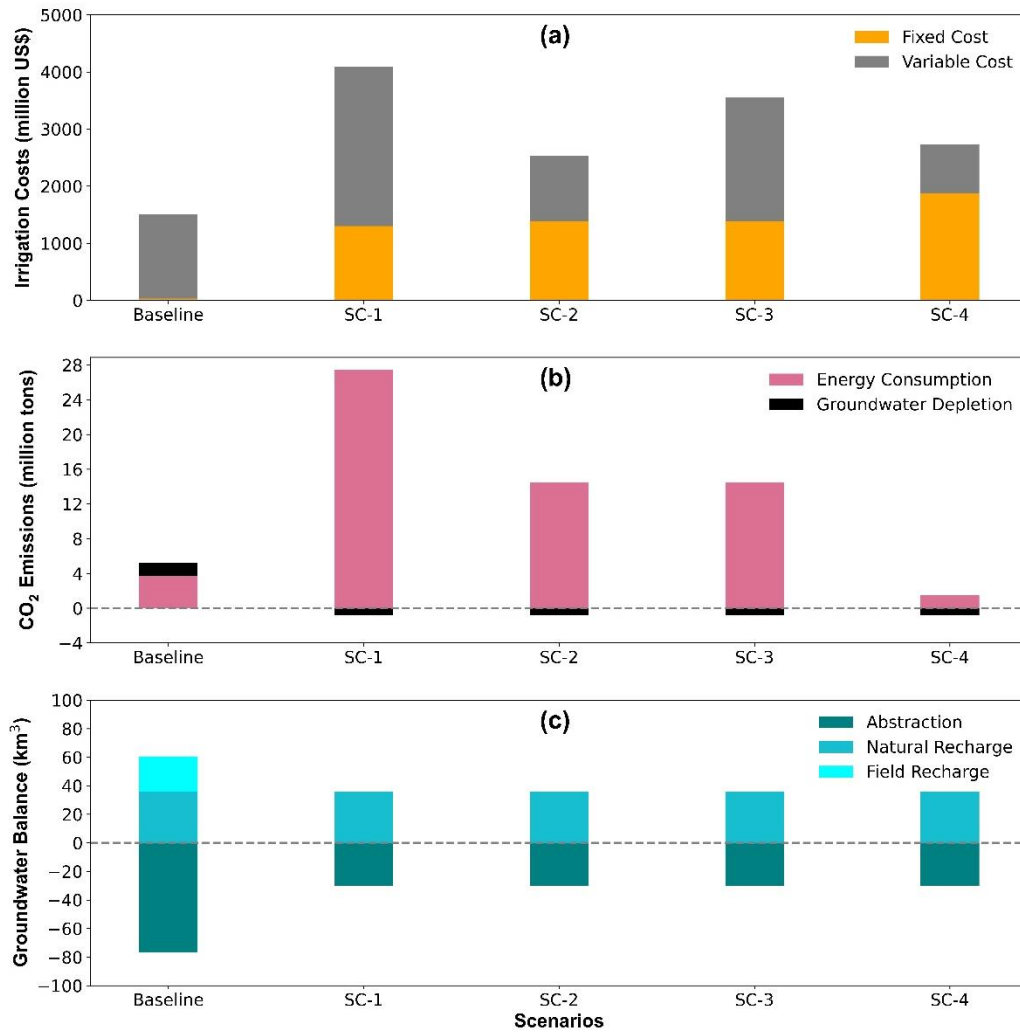 (a)
Irrigation Costs (million US$)
5000
4000
3000
2000
1000
0
Fixed Cost
Variable Cost
Baseline SC-1 SC-2 SC-3 SC-4
(b)
CO₂ Emissions (million tons)
28
24
20
16
12
8
4
0
−4
Energy Consumption
Groundwater Depletion
Baseline SC-1 SC-2 SC-3 SC-4
(c)
Groundwater Balance (km³)
100
80
60
40
20
0
−20
−40
−60
−80
−100
Abstraction
Natural Recharge
Field Recharge
Baseline SC-1 SC-2 SC-3 SC-4
Scenarios